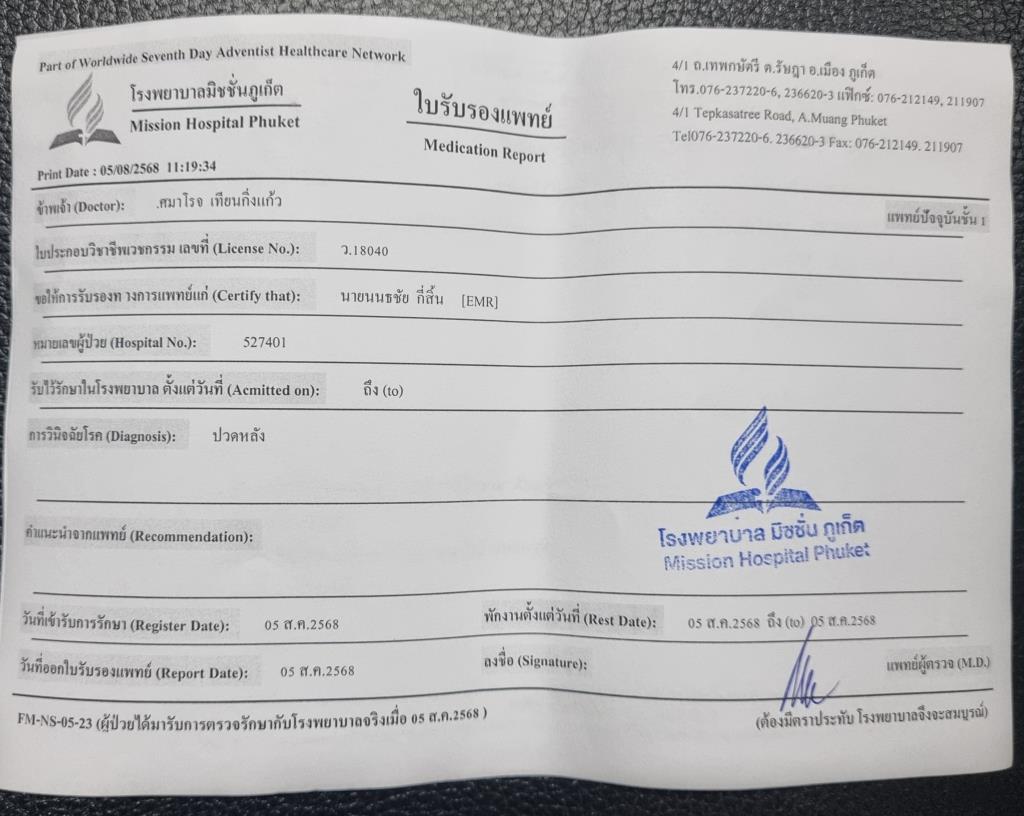 Part of Worldwide Seventh Day Adventist Healthcare Network
โรงพยาบาลมิชชั่นภูเก็ต
Mission Hospital Phuket
ใบรับรองแพทย์
Medication Report
4/1 ถ.เทพกษัตรี ต.รัษฎา อ.เมือง ภูเก็ต
โทร.076-237220-6, 236620-3 แฟ๊กซ์: 076-212149, 211907
4/1 Tepkasatree Road, A.Muang Phuket
Tel076-237220-6. 236620-3 Fax: 076-212149. 211907
Print Date : 05/08/2568 11:19:34
ข้าพเจ้า (Doctor): .ศมาโรจ เทียนกิ่งแก้ว แพทย์ปัจจุบันชั้น 1
ใบประกอบวิชาชีพเวชกรรม เลขที่ (License No.): ว.18040
ขอให้การรับรองท างการแพทย์แก่ (Certify that): นายนนธชัย กี่สิ้น [EMR]
หมายเลขผู้ป่วย (Hospital No.): 527401
รับไว้รักษาในโรงพยาบาล ตั้งแต่วันที่ (Acmitted on): ถึง (to)
การวินิจฉัยโรค (Diagnosis): ปวดหลัง
โรงพยาบาล มิชชั่น ภูเก็ต
Mission Hospital Phuket
คำแนะนำจากแพทย์ (Recommendation):
วันที่เข้ารับการรักษา (Register Date): 05 ส.ค.2568 พักงานตั้งแต่วันที่ (Rest Date): 05 ส.ค.2568 ถึง (to) 05 ส.ค.2568
วันที่ออกใบรับรองแพทย์ (Report Date): 05 ส.ค.2568 ลงชื่อ (Signature): แพทย์ผู้ตรวจ (M.D.)
FM-NS-05-23 (ผู้ป่วยได้มารับการตรวจรักษากับโรงพยาบาลจริงเมื่อ 05 ส.ค.2568 ) (ต้องมีตราประทับ โรงพยาบาลจึงจะสมบูรณ์)